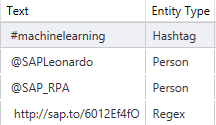 Text Entity Type
#machinelearning Hashtag
@SAPLeonardo Person
@SAP_RPA Person
http://sap.to/6012Ef4fO Regex